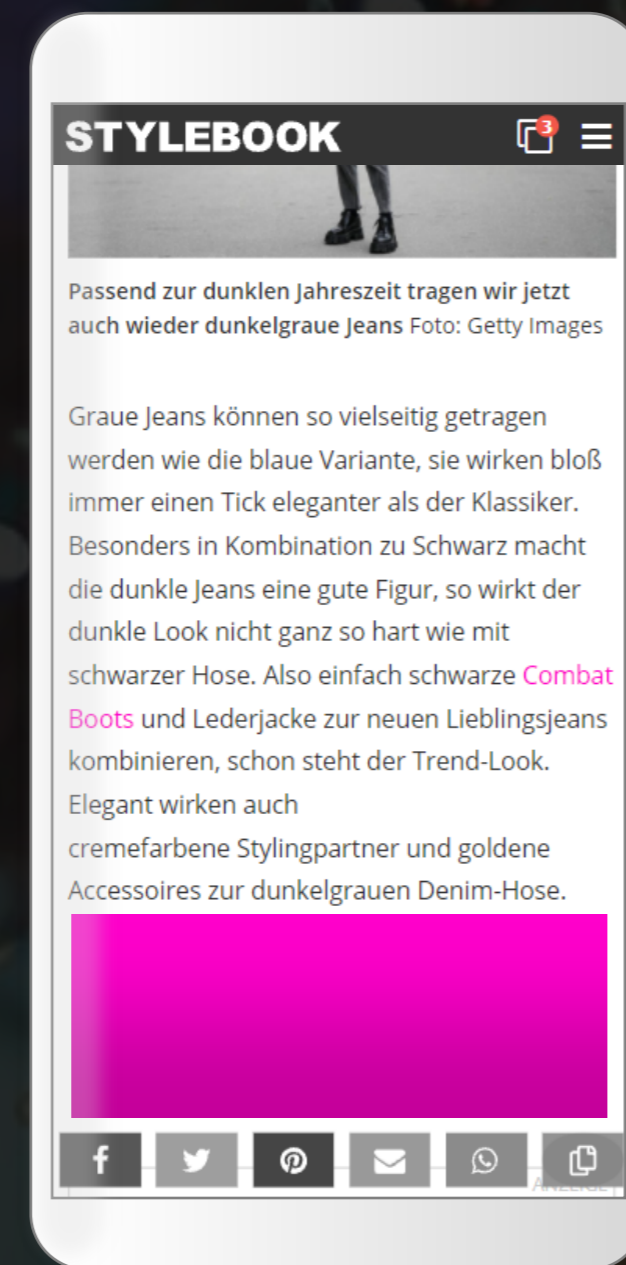 STYLEBOOK
3
Passend zur dunklen Jahreszeit tragen wir jetzt
auch wieder dunkelgraue Jeans Foto: Getty Images
Graue Jeans können so vielseitig getragen
werden wie die blaue Variante, sie wirken bloß
immer einen Tick eleganter als der Klassiker.
Besonders in Kombination zu Schwarz macht
die dunkle Jeans eine gute Figur, so wirkt der
dunkle Look nicht ganz so hart wie mit
schwarzer Hose. Also einfach schwarze Combat
Boots und Lederjacke zur neuen Lieblingsjeans
kombinieren, schon steht der Trend-Look.
Elegant wirken auch
cremefarbene Stylingpartner und goldene
Accessoires zur dunkelgrauen Denim-Hose.
ANZEIGE